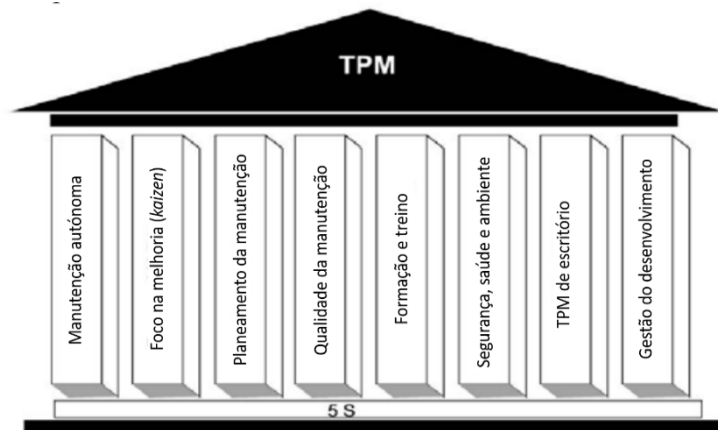 TPM
Manutenção autónoma
Foco na melhoria (kaizen)
Planeamento da manutenção
Qualidade da manutenção
Formação e treino
Segurança, saúde e ambiente
TPM de escritório
Gestão do desenvolvimento
5 S